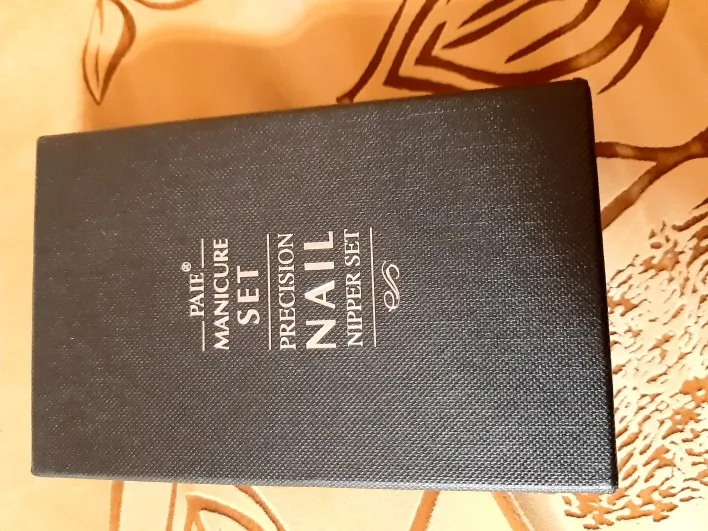 PAIE®
MANICURE
SET
PRECISION
NAIL
NIPPER SET